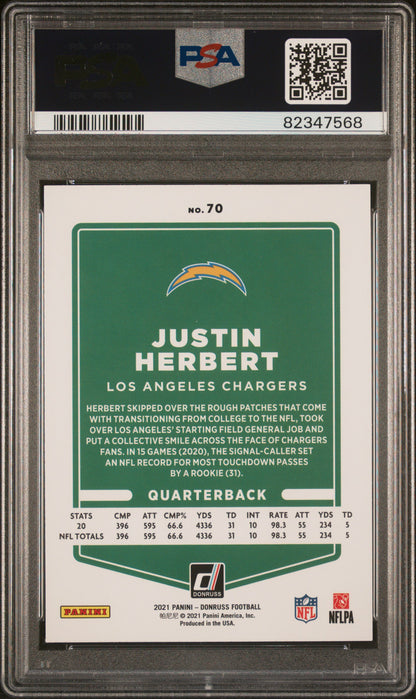 PSA
82347568
NO. 70
JUSTIN
HERBERT
LOS ANGELES CHARGERS
HERBERT SKIPPED OVER THE ROUGH PATCHES THAT COME
WITH TRANSITIONING FROM COLLEGE TO THE NFL, TOOK
OVER LOS ANGELES' STARTING FIELD GENERAL JOB AND
PUT A COLLECTIVE SMILE ACROSS THE FACE OF CHARGERS
FANS. IN 15 GAMES (2020), THE SIGNAL-CALLER SET
AN NFL RECORD FOR MOST TOUCHDOWN PASSES
BY A ROOKIE (31).
QUARTERBACK
STATS CMP ATT CMP% YDS TD INT RATE ATT YDS TD
20 396 595 66.6 4336 31 10 98.3 55 234 5
NFL TOTALS 396 595 66.6 4336 31 10 98.3 55 234 5
DONRUSS
PANINI
2021 PANINI – DONRUSS FOOTBALL
帕尼尼 © 2021 Panini America, Inc.
Produced in the USA.
NFL
NFLPA
PSA